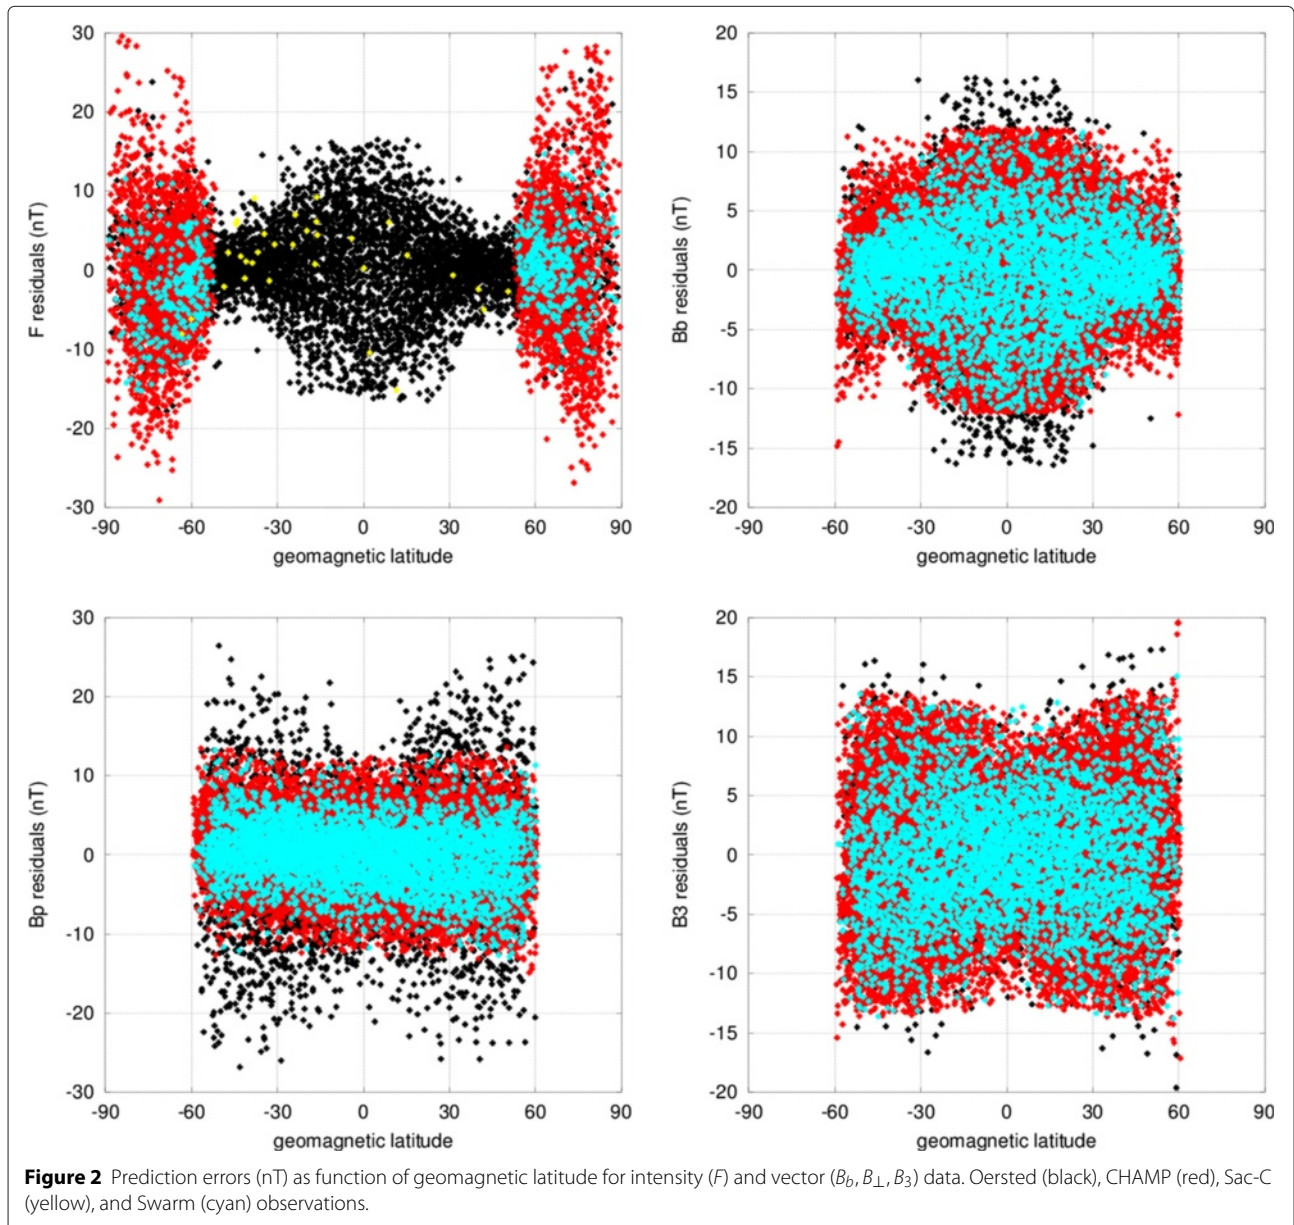 30
20
10
0
-10
-20
-30
F residuals (nT)
-90 -60 -30 0 30 60 90
geomagnetic latitude
20
15
10
5
0
-5
-10
-15
-20
Bb residuals (nT)
-90 -60 -30 0 30 60 90
geomagnetic latitude
30
20
10
0
-10
-20
-30
Bp residuals (nT)
-90 -60 -30 0 30 60 90
geomagnetic latitude
20
15
10
5
0
-5
-10
-15
-20
B3 residuals (nT)
-90 -60 -30 0 30 60 90
geomagnetic latitude
Figure 2 Prediction errors (nT) as function of geomagnetic latitude for intensity (F) and vector (B_b, B_⊥, B_3) data. Oersted (black), CHAMP (red), Sac-C
(yellow), and Swarm (cyan) observations.